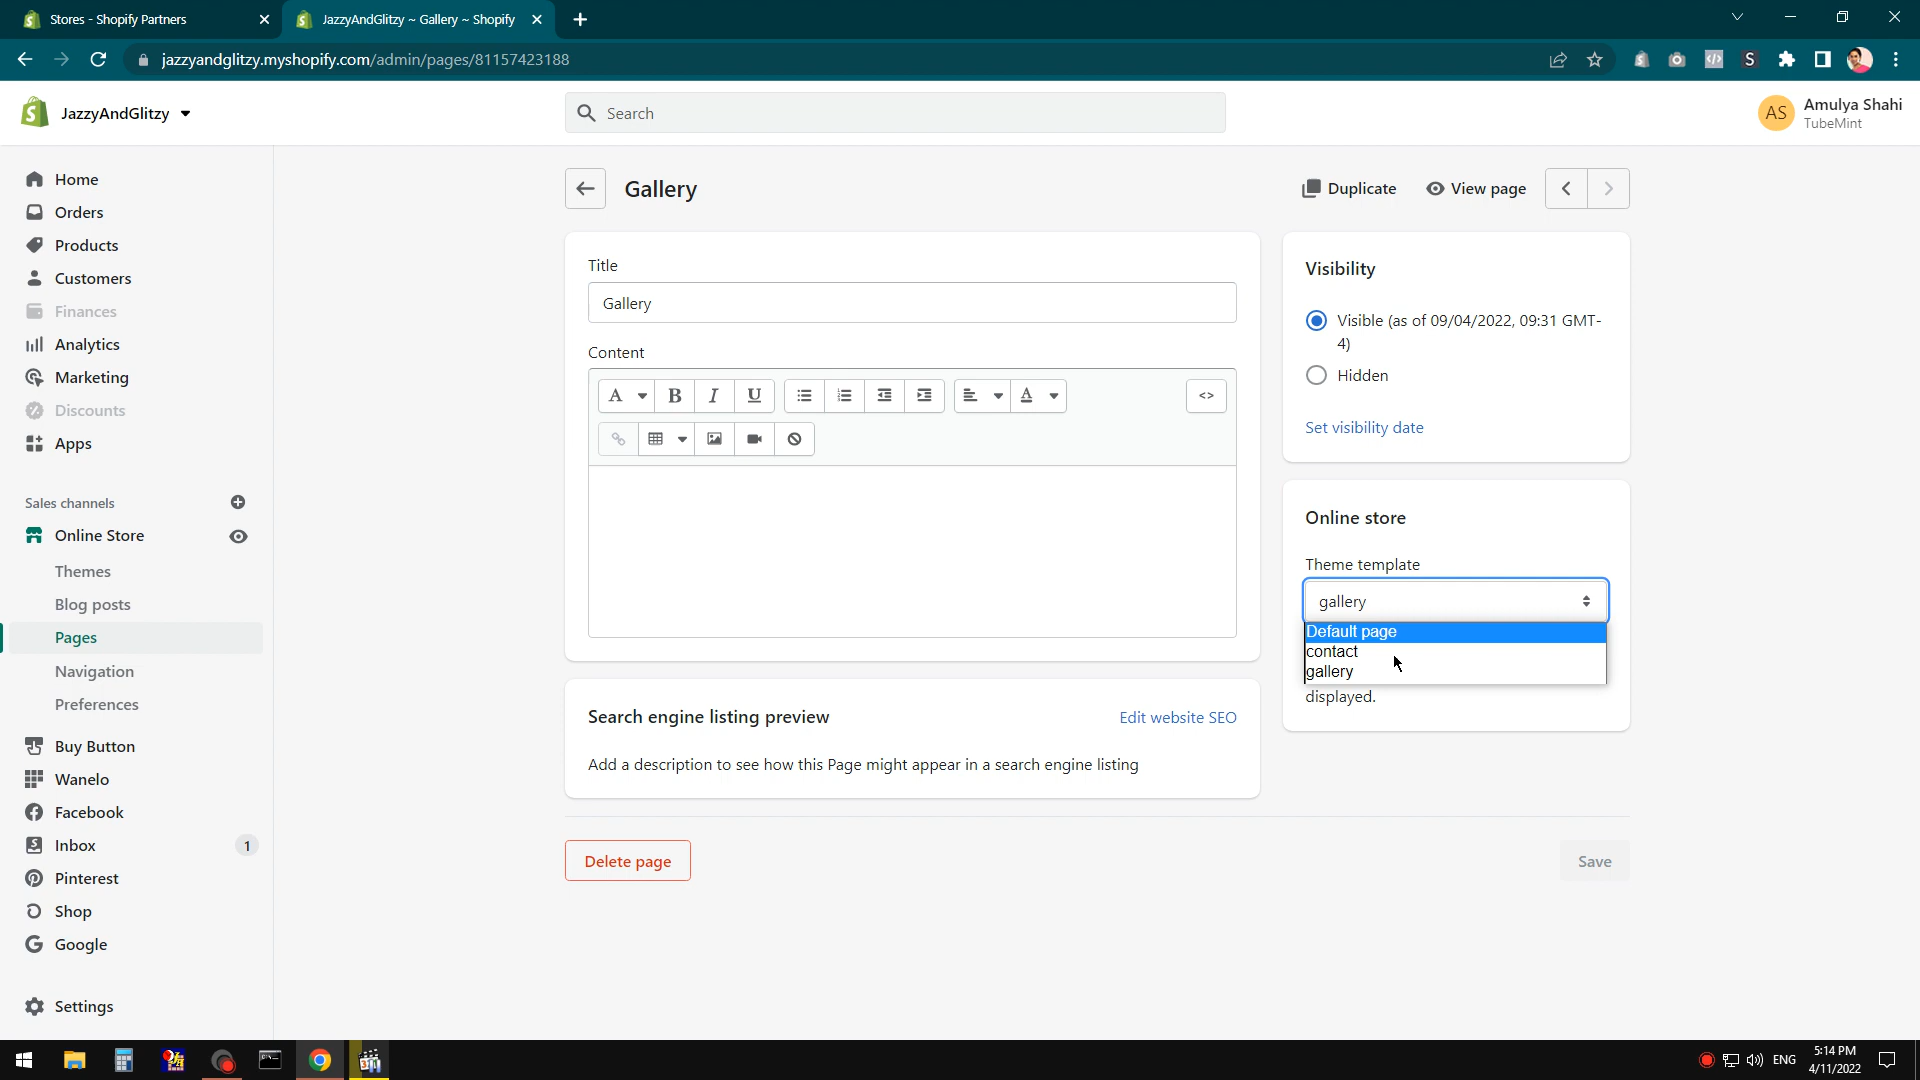 Stores - Shopify Partners
JazzyAndGlitzy ~ Gallery ~ Shopify
jazzyandglitzy.myshopify.com/admin/pages/81157423188
JazzyAndGlitzy
Search
AS
Amulya Shahi
TubeMint
Home
Orders
Products
Customers
Finances
Analytics
Marketing
Discounts
Apps
Sales channels
Online Store
Themes
Blog posts
Pages
Navigation
Preferences
Buy Button
Wanelo
Facebook
Inbox
1
Pinterest
Shop
Google
Settings
Gallery
Duplicate
View page
Title
Gallery
Content
A
B
I
U
A
<>
Search engine listing preview
Edit website SEO
Add a description to see how this Page might appear in a search engine listing
Delete page
Save
Visibility
Visible (as of 09/04/2022, 09:31 GMT-
4)
Hidden
Set visibility date
Online store
Theme template
gallery
Default page
contact
gallery
displayed.
ENG
5:14 PM
4/11/2022